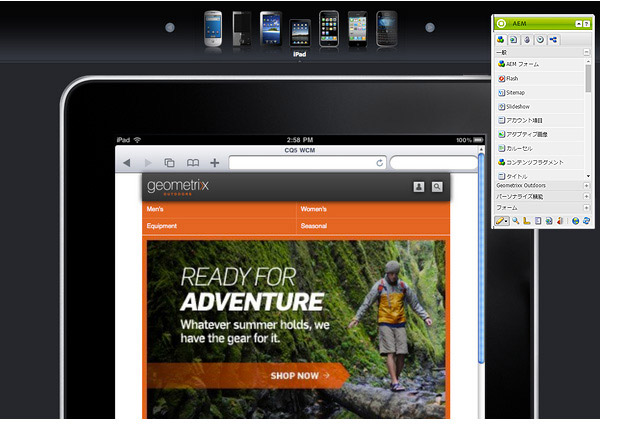 iPad
AEM
一般
AEM フォーム
Flash
Sitemap
Slideshow
アカウント項目
アダプティブ画像
カルーセル
コンテンツフラグメント
タイトル
Geometrixx Outdoors
パーソナライズ機能
フォーム
iPad
2:58 PM
100%
CQ5 WCM
geometrixx
OUTDOORS
Men's
Women's
Equipment
Seasonal
READY FOR
ADVENTURE
Whatever summer holds, we
have the gear for it.
SHOP NOW